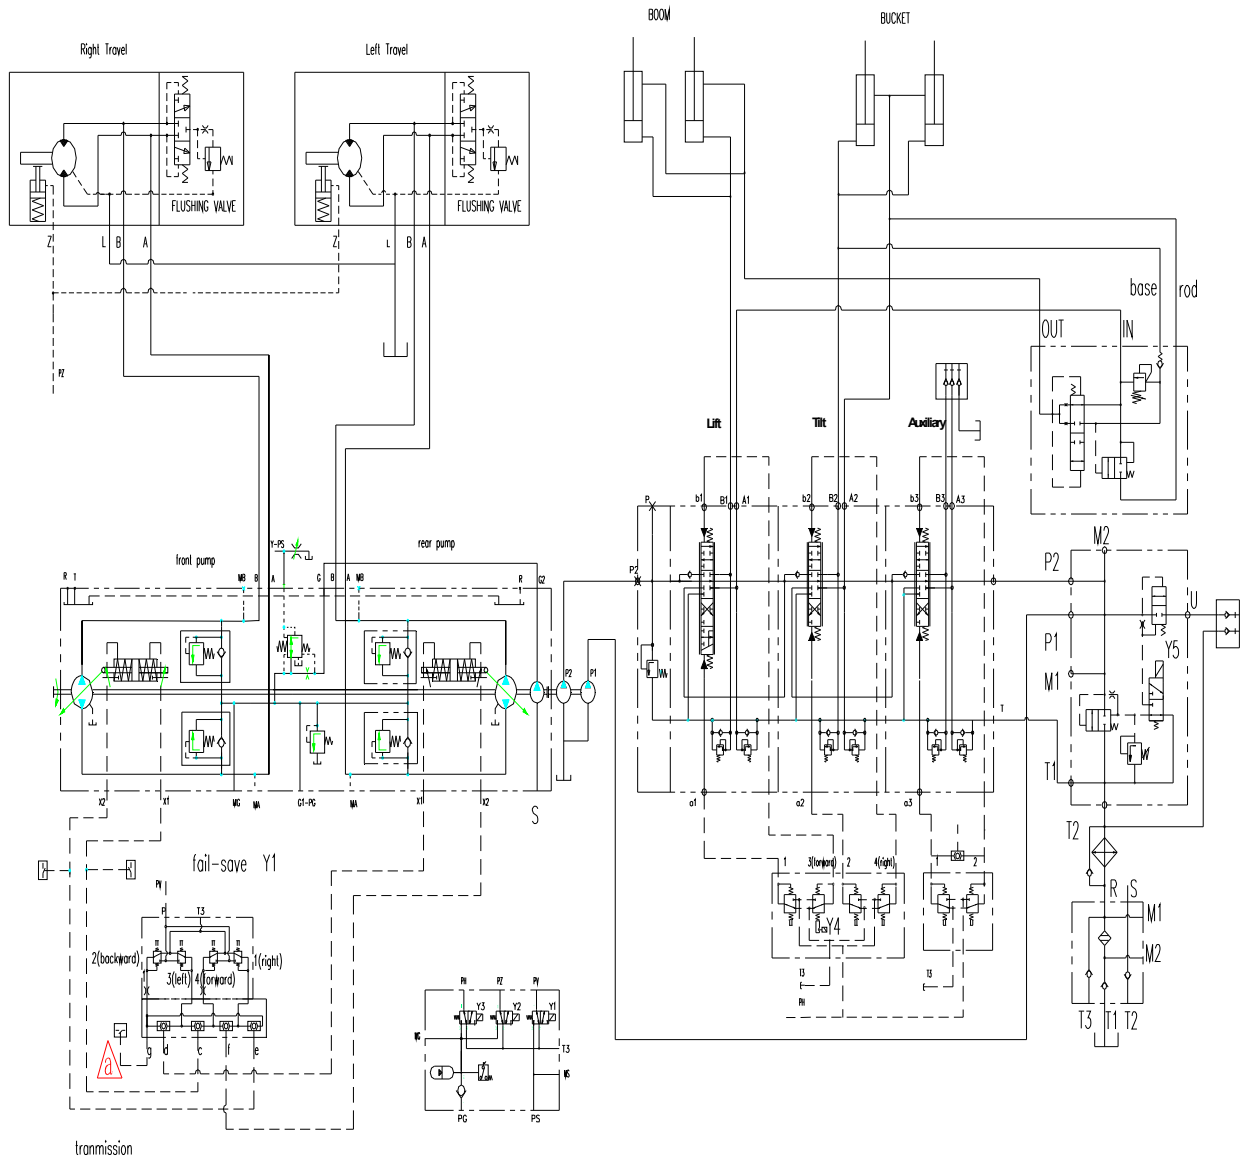 BOOM
BUCKET
Right Travel
Left Travel
FLUSHING VALVE
FLUSHING VALVE
Z L B A
Z L B A
PZ
base rod
OUT IN
Lift Tilt Auxiliary
P b1 B1 A1 b2 B2 A2 b3 B3 A3
M2
front pump Y-PS rear pump
P2 P2
R T MB B A G B A MB R G2
U
P1
Y5
M1
P2 P1
T
T1
X2 X1 MG MA G1-PG MA X1 X2
S
a1 a2 a3
T2
fail-save Y1
1 3(forward) 2 4(right) 1 2
PV
R S
P T3
M1
Y4
2(backward) 1(right)
M2
3(left) 4(forward)
T3 T3
PH PZ PV
PH
Y3 Y2 Y1
T3 T1 T2
T3
g d c f e
a
MS
PG PS
tranmission